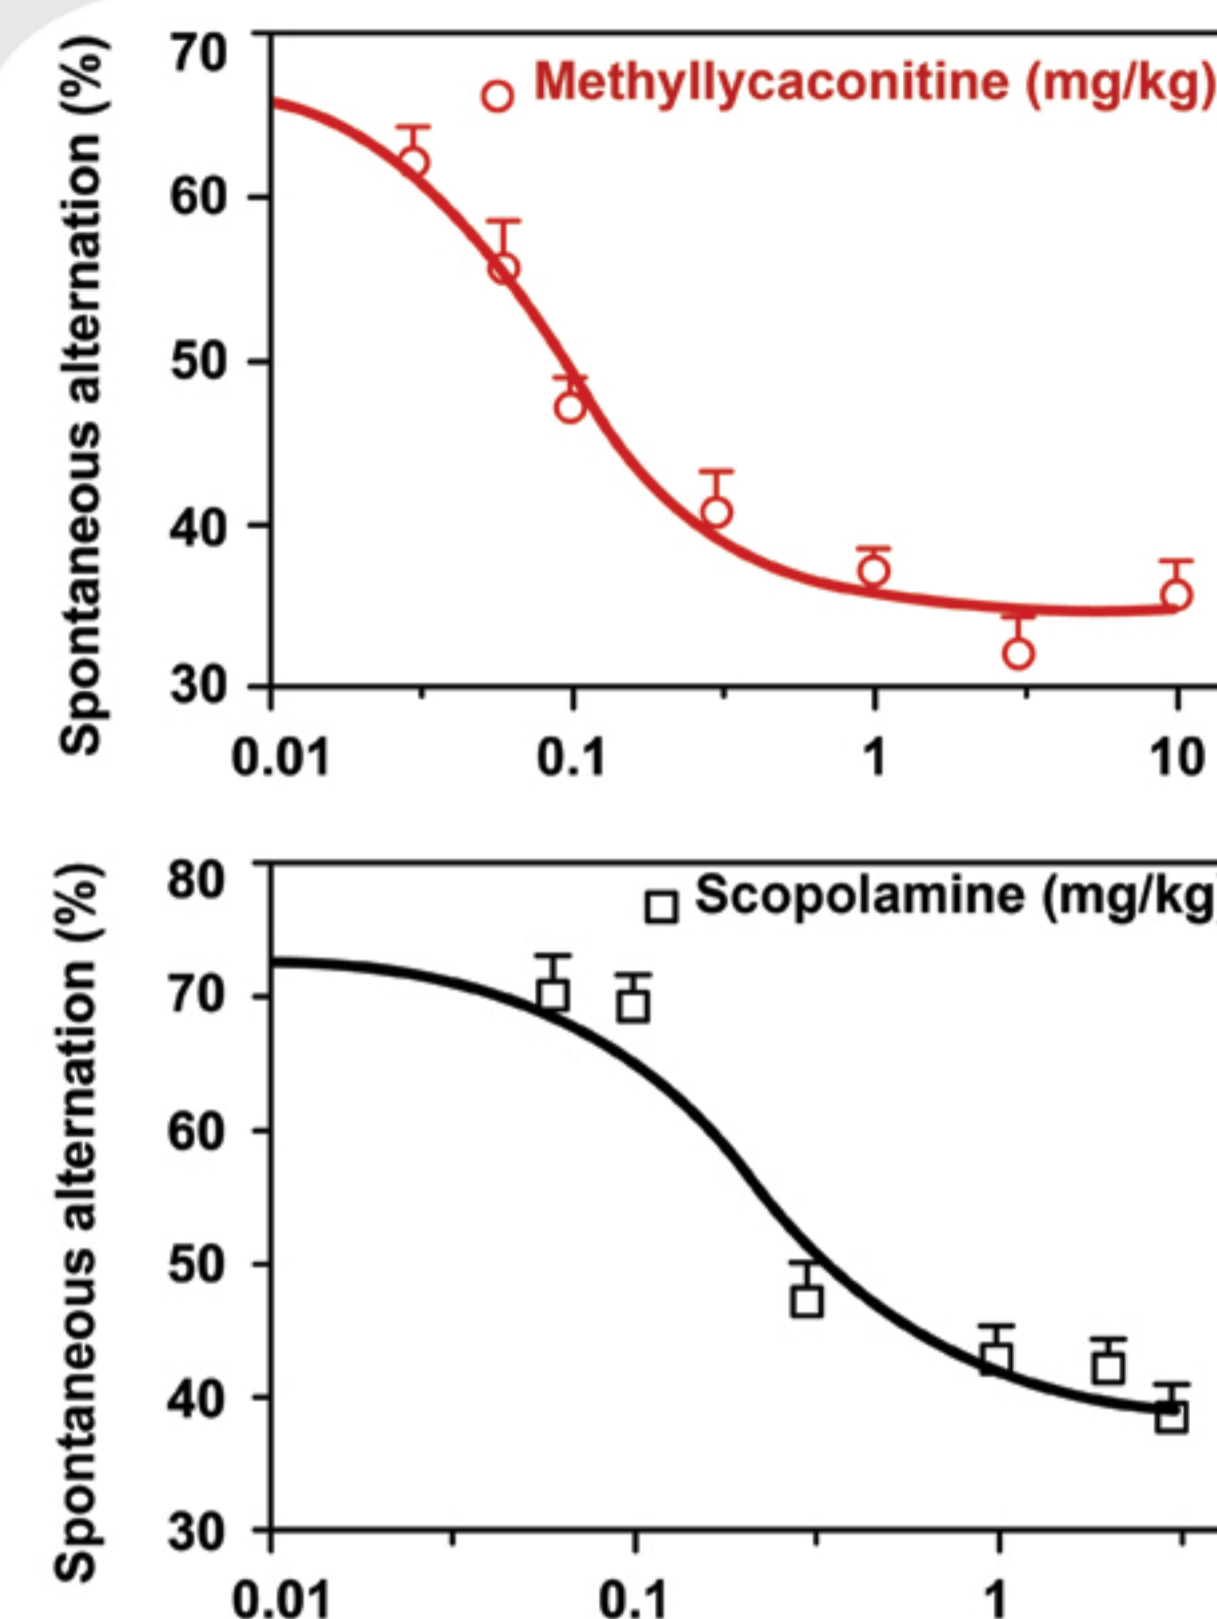 Spontaneous alternation (%)
70
60
50
40
30
Methyllycaconitine (mg/kg)
0.01 0.1 1 10
Spontaneous alternation (%)
80
70
60
50
40
30
Scopolamine (mg/kg)
0.01 0.1 1